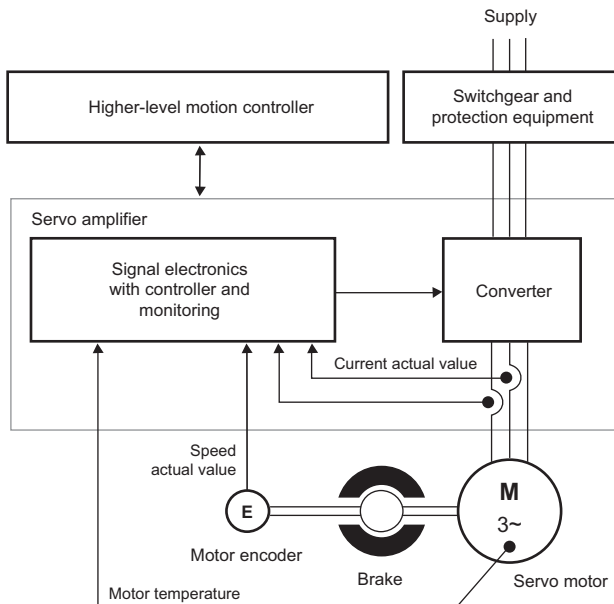 Supply
Higher-level motion controller
Switchgear and
protection equipment
Servo amplifier
Signal electronics
with controller and
monitoring
Converter
Current actual value
Speed
actual value
E
M
3~
Motor encoder
Brake
Servo motor
Motor temperature